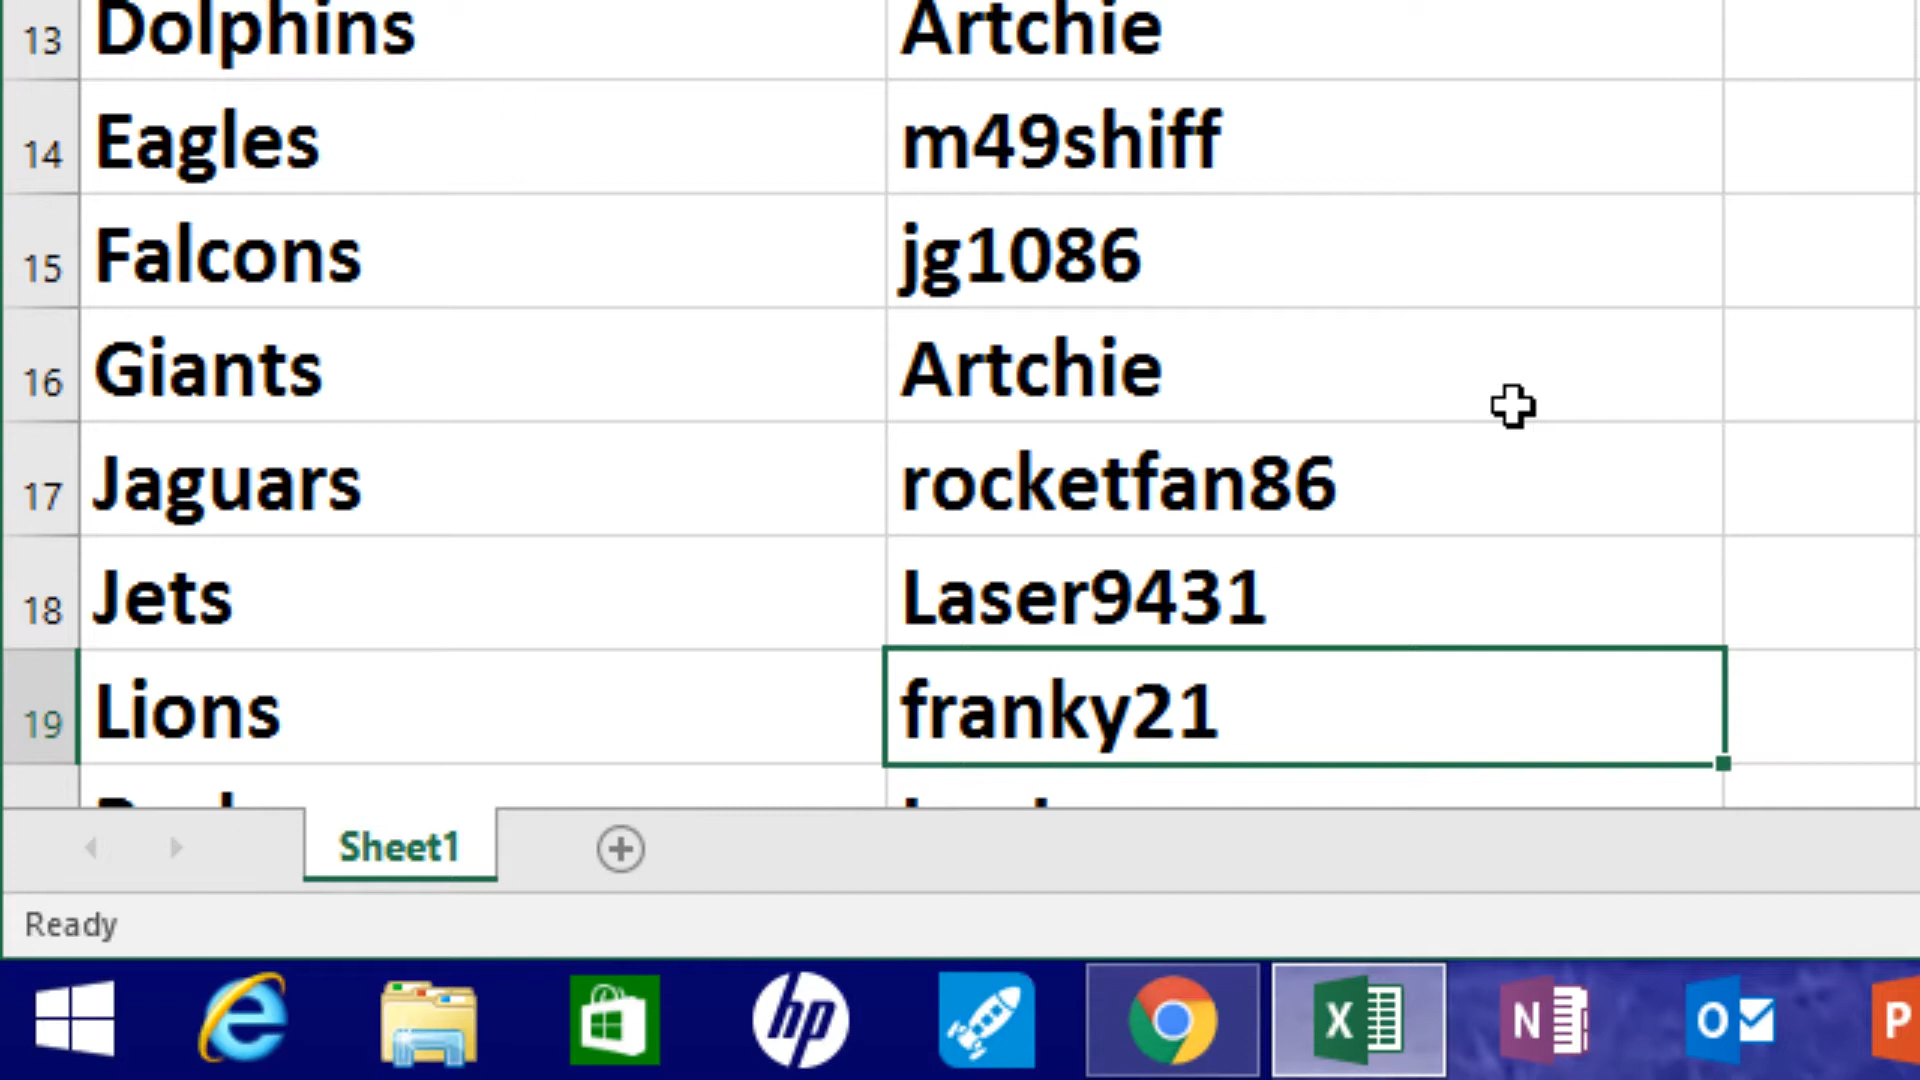 13 Dolphins Artchie
14 Eagles m49shiff
15 Falcons jg1086
16 Giants Artchie
17 Jaguars rocketfan86
18 Jets Laser9431
19 Lions franky21
Sheet1
Ready
hp X N O P